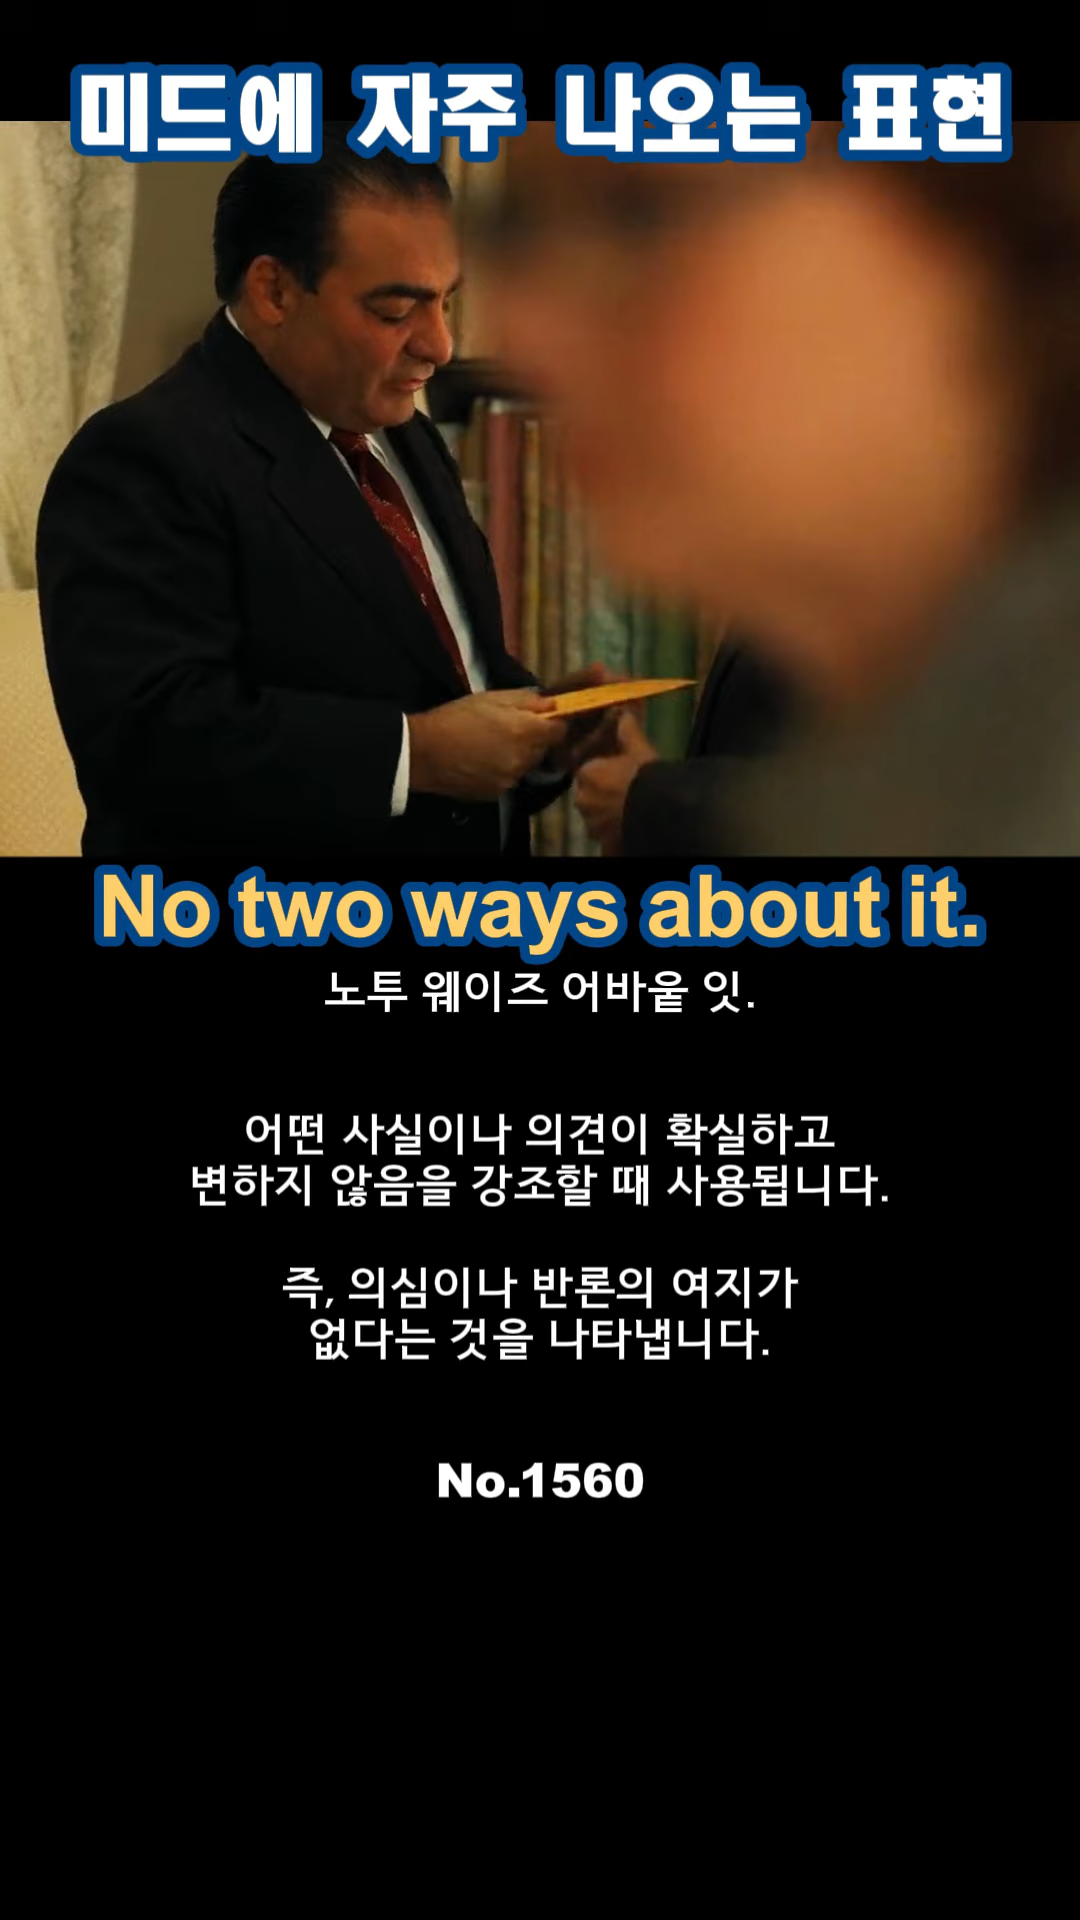 미드에 자주 나오는 표현
No two ways about it.
노투 웨이즈 어바웉 잇.
어떤 사실이나 의견이 확실하고
변하지 않음을 강조할 때 사용됩니다.
즉, 의심이나 반론의 여지가
없다는 것을 나타냅니다.
No.1560